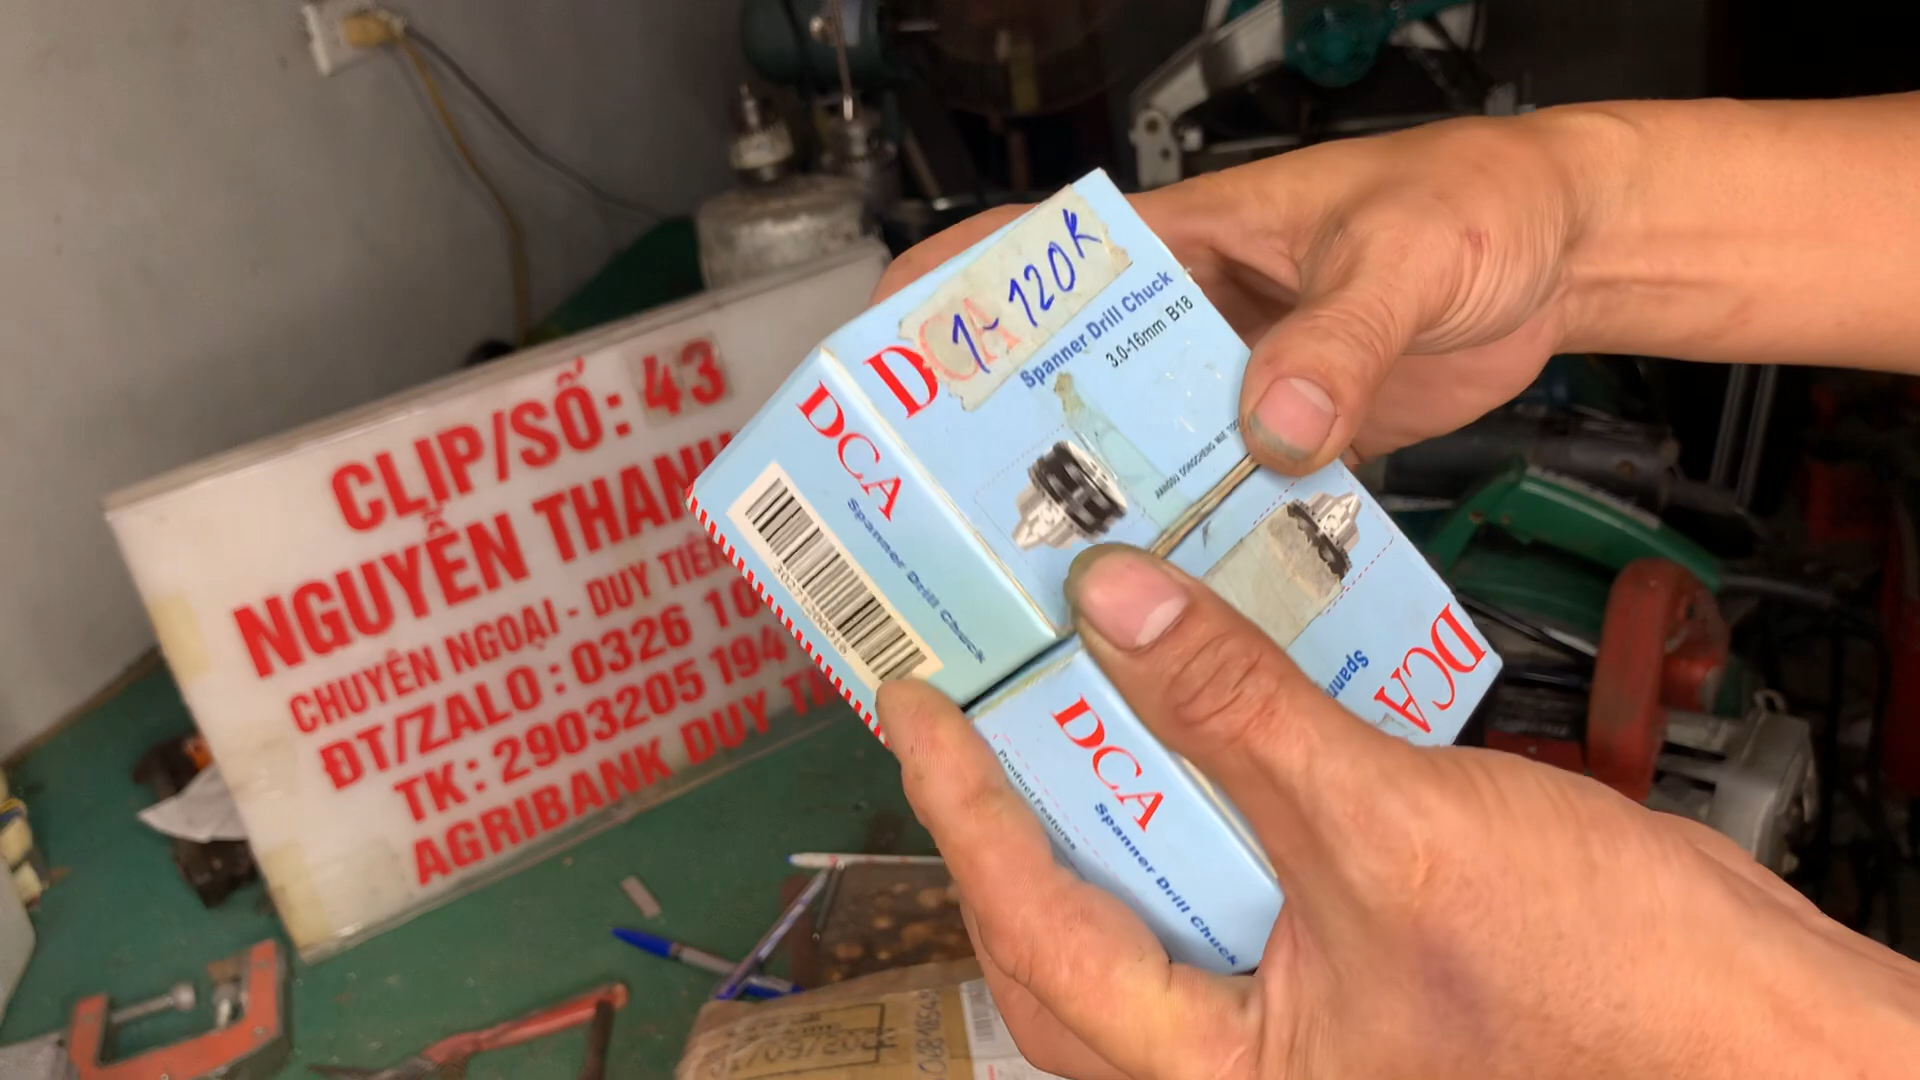 CLIP/SỐ: 43
NGUYỄN THANH
CHUYÊN NGOẠI - DUY TIÊN
ĐT/ZALO: 0326 10
TK: 2903205 194
AGRIBANK DUY
1 - 120K
DCA
Spanner Drill Chuck
3.0-16mm B18
DCA
Spanner Drill Chuck
DCA
Spanner Drill Chuck
Product Features
DCA